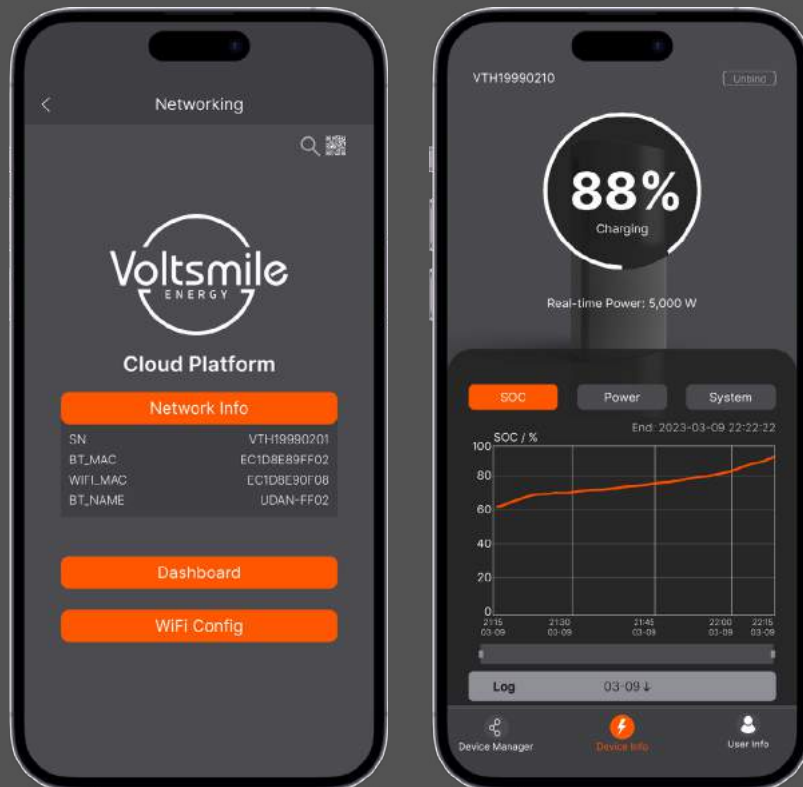 Networking
Voltsmile
ENERGY
Cloud Platform
Network Info
SN VTH19990201
BT_MAC EC1D8E89FF02
WIFI_MAC EC1D8E90F08
BT_NAME UDAN-FF02
Dashboard
WiFi Config
VTH19990210
Unbind
88%
Charging
Real-time Power: 5,000 W
SOC Power System
End: 2023-03-09 22:22:22
SOC / %
100
80
60
40
20
0
21:15 21:30 21:45 22:00 22:15
03-09 03-09 03-09 03-09 03-09
Log 03-09↓
Device Manager Device Info User Info